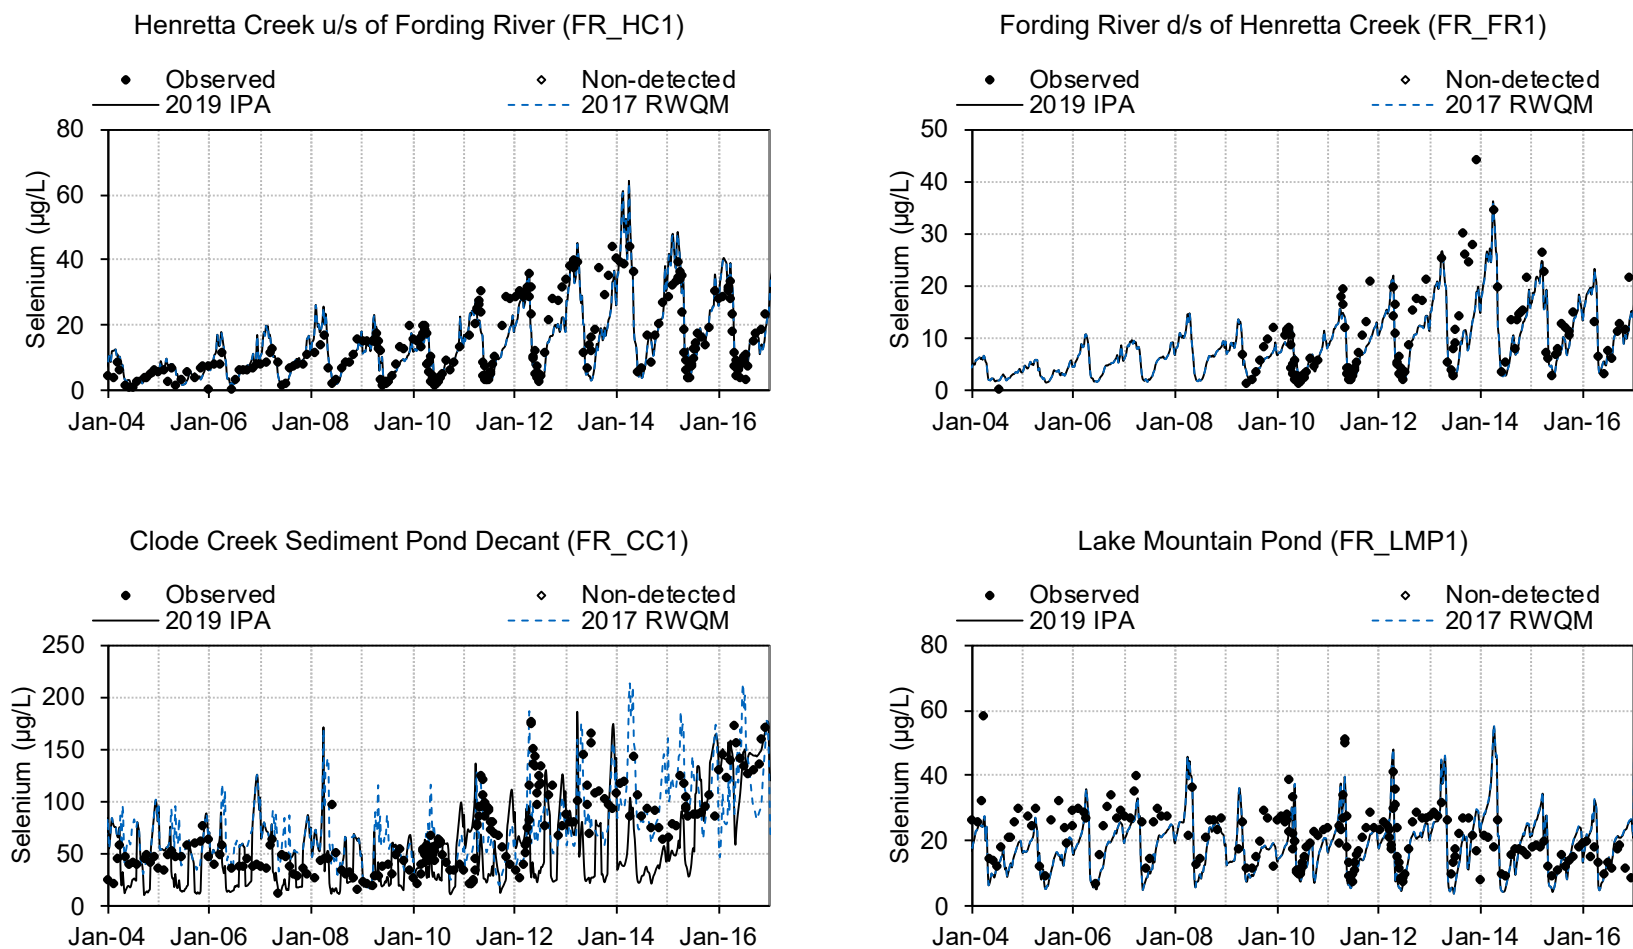 Henretta Creek u/s of Fording River (FR_HC1)
Observed Non-detected
2019 IPA 2017 RWQM
80
60
40
20
0
Selenium (µg/L)
Jan-04 Jan-06 Jan-08 Jan-10 Jan-12 Jan-14 Jan-16
Fording River d/s of Henretta Creek (FR_FR1)
Observed Non-detected
2019 IPA 2017 RWQM
50
40
30
20
10
0
Selenium (µg/L)
Jan-04 Jan-06 Jan-08 Jan-10 Jan-12 Jan-14 Jan-16
Clode Creek Sediment Pond Decant (FR_CC1)
Observed Non-detected
2019 IPA 2017 RWQM
250
200
150
100
50
0
Selenium (µg/L)
Jan-04 Jan-06 Jan-08 Jan-10 Jan-12 Jan-14 Jan-16
Lake Mountain Pond (FR_LMP1)
Observed Non-detected
2019 IPA 2017 RWQM
80
60
40
20
0
Selenium (µg/L)
Jan-04 Jan-06 Jan-08 Jan-10 Jan-12 Jan-14 Jan-16